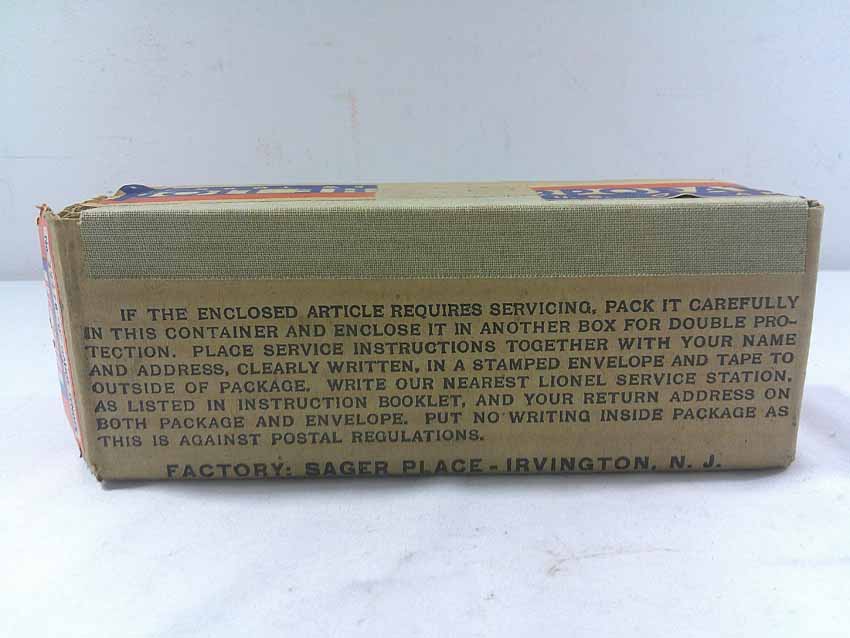 IF THE ENCLOSED ARTICLE REQUIRES SERVICING, PACK IT CAREFULLY
IN THIS CONTAINER AND ENCLOSE IT IN ANOTHER BOX FOR DOUBLE PRO-
TECTION. PLACE SERVICE INSTRUCTIONS TOGETHER WITH YOUR NAME
AND ADDRESS, CLEARLY WRITTEN, IN A STAMPED ENVELOPE AND TAPE TO
OUTSIDE OF PACKAGE. WRITE OUR NEAREST LIONEL SERVICE STATION,
AS LISTED IN INSTRUCTION BOOKLET, AND YOUR RETURN ADDRESS ON
BOTH PACKAGE AND ENVELOPE. PUT NO WRITING INSIDE PACKAGE AS
THIS IS AGAINST POSTAL REGULATIONS.
FACTORY: SAGER PLACE - IRVINGTON, N. J.